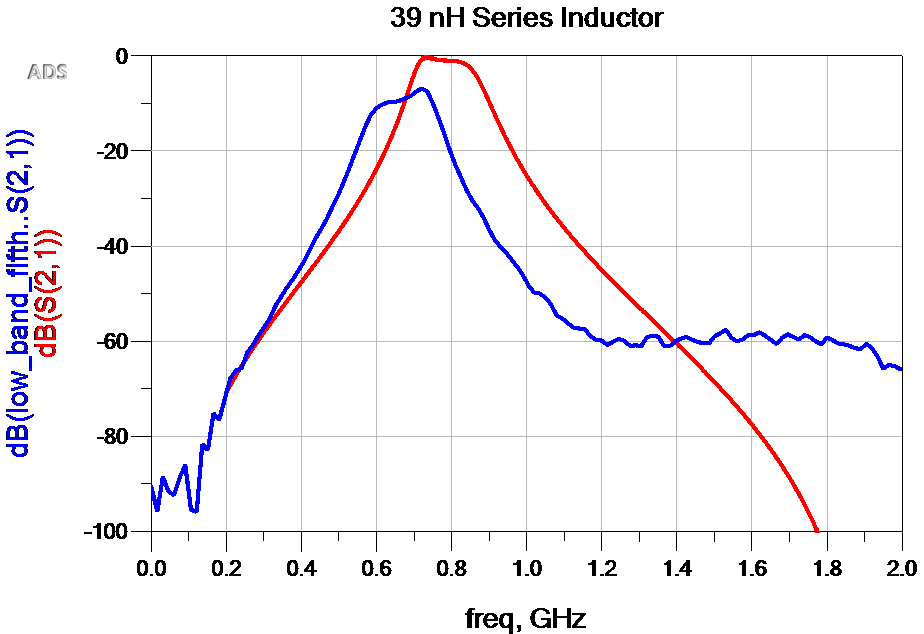 39 nH Series Inductor
ADS
dB(low_band_fifth..S(2,1))
dB(S(2,1))
0
-20
-40
-60
-80
-100
0.0 0.2 0.4 0.6 0.8 1.0 1.2 1.4 1.6 1.8 2.0
freq, GHz